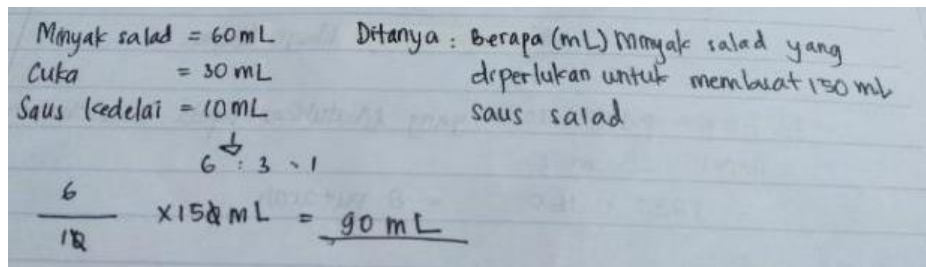 Minyak salad = 60 mL
Cuka = 30 mL
Saus kedelai = 10 mL
Ditanya : Berapa (mL) Minyak salad yang
diperlukan untuk membuat 150 mL
saus salad
6 : 3 : 1
6
10
x 150 mL = 90 mL